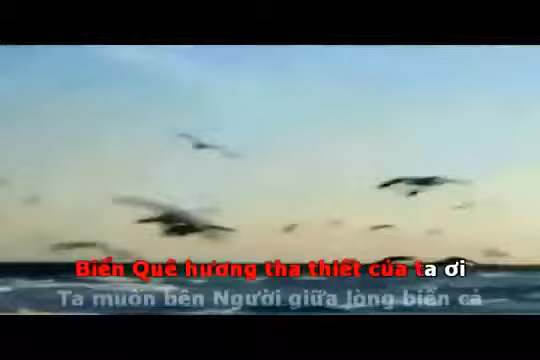 Biển Quê hương tha thiết của ta ơi
Ta muốn bên Người giữa lòng biển cả